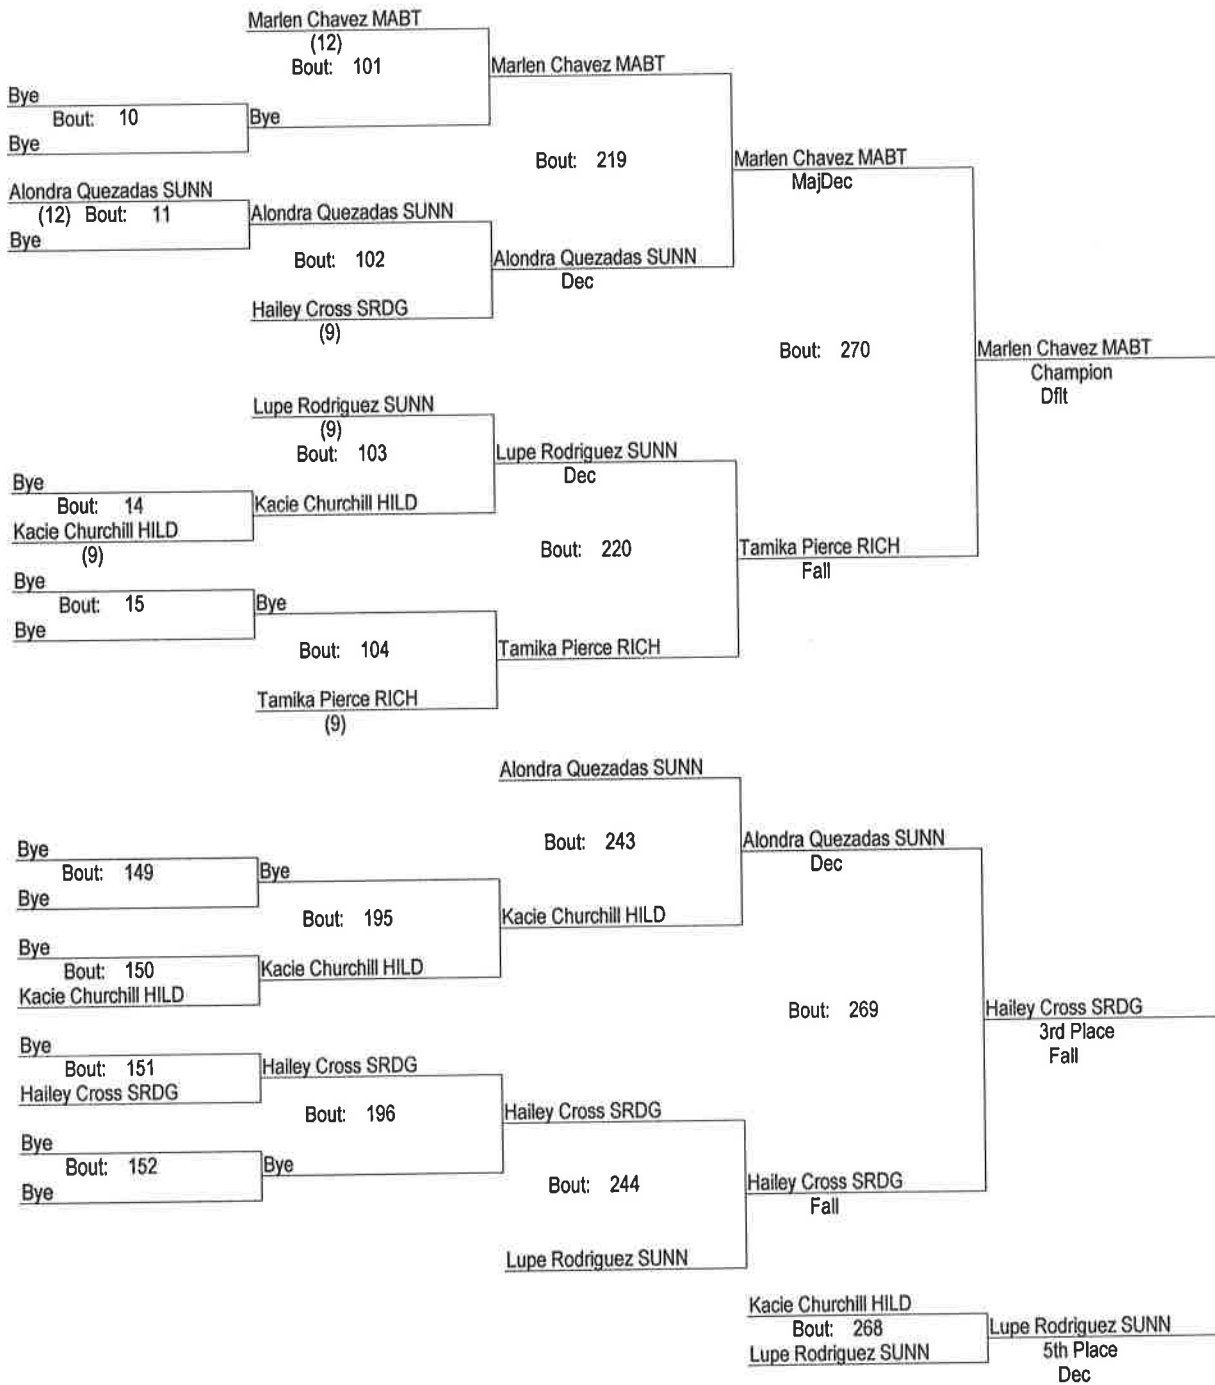 Marlen Chavez MABT
(12)
Bout: 101
Marlen Chavez MABT
Bye
Bout: 10
Bye
Bye
Bout: 219
Marlen Chavez MABT
MajDec
Alondra Quezadas SUNN
(12) Bout: 11
Alondra Quezadas SUNN
Bye
Bout: 102
Alondra Quezadas SUNN
Dec
Hailey Cross SRDG
(9)
Bout: 270
Marlen Chavez MABT
Champion
Dflt
Lupe Rodriguez SUNN
(9)
Bout: 103
Lupe Rodriguez SUNN
Dec
Bye
Bout: 14
Kacie Churchill HILD
Kacie Churchill HILD
(9)
Bout: 220
Tamika Pierce RICH
Fall
Bye
Bout: 15
Bye
Bye
Bout: 104
Tamika Pierce RICH
Tamika Pierce RICH
(9)
Alondra Quezadas SUNN
Bout: 243
Alondra Quezadas SUNN
Dec
Bye
Bout: 149
Bye
Bye
Bout: 195
Kacie Churchill HILD
Bye
Bout: 150
Kacie Churchill HILD
Kacie Churchill HILD
Bout: 269
Hailey Cross SRDG
3rd Place
Fall
Bye
Bout: 151
Hailey Cross SRDG
Hailey Cross SRDG
Bout: 196
Hailey Cross SRDG
Bye
Bout: 152
Bye
Bye
Bout: 244
Hailey Cross SRDG
Fall
Lupe Rodriguez SUNN
Kacie Churchill HILD
Bout: 268
Lupe Rodriguez SUNN
Lupe Rodriguez SUNN
5th Place
Dec